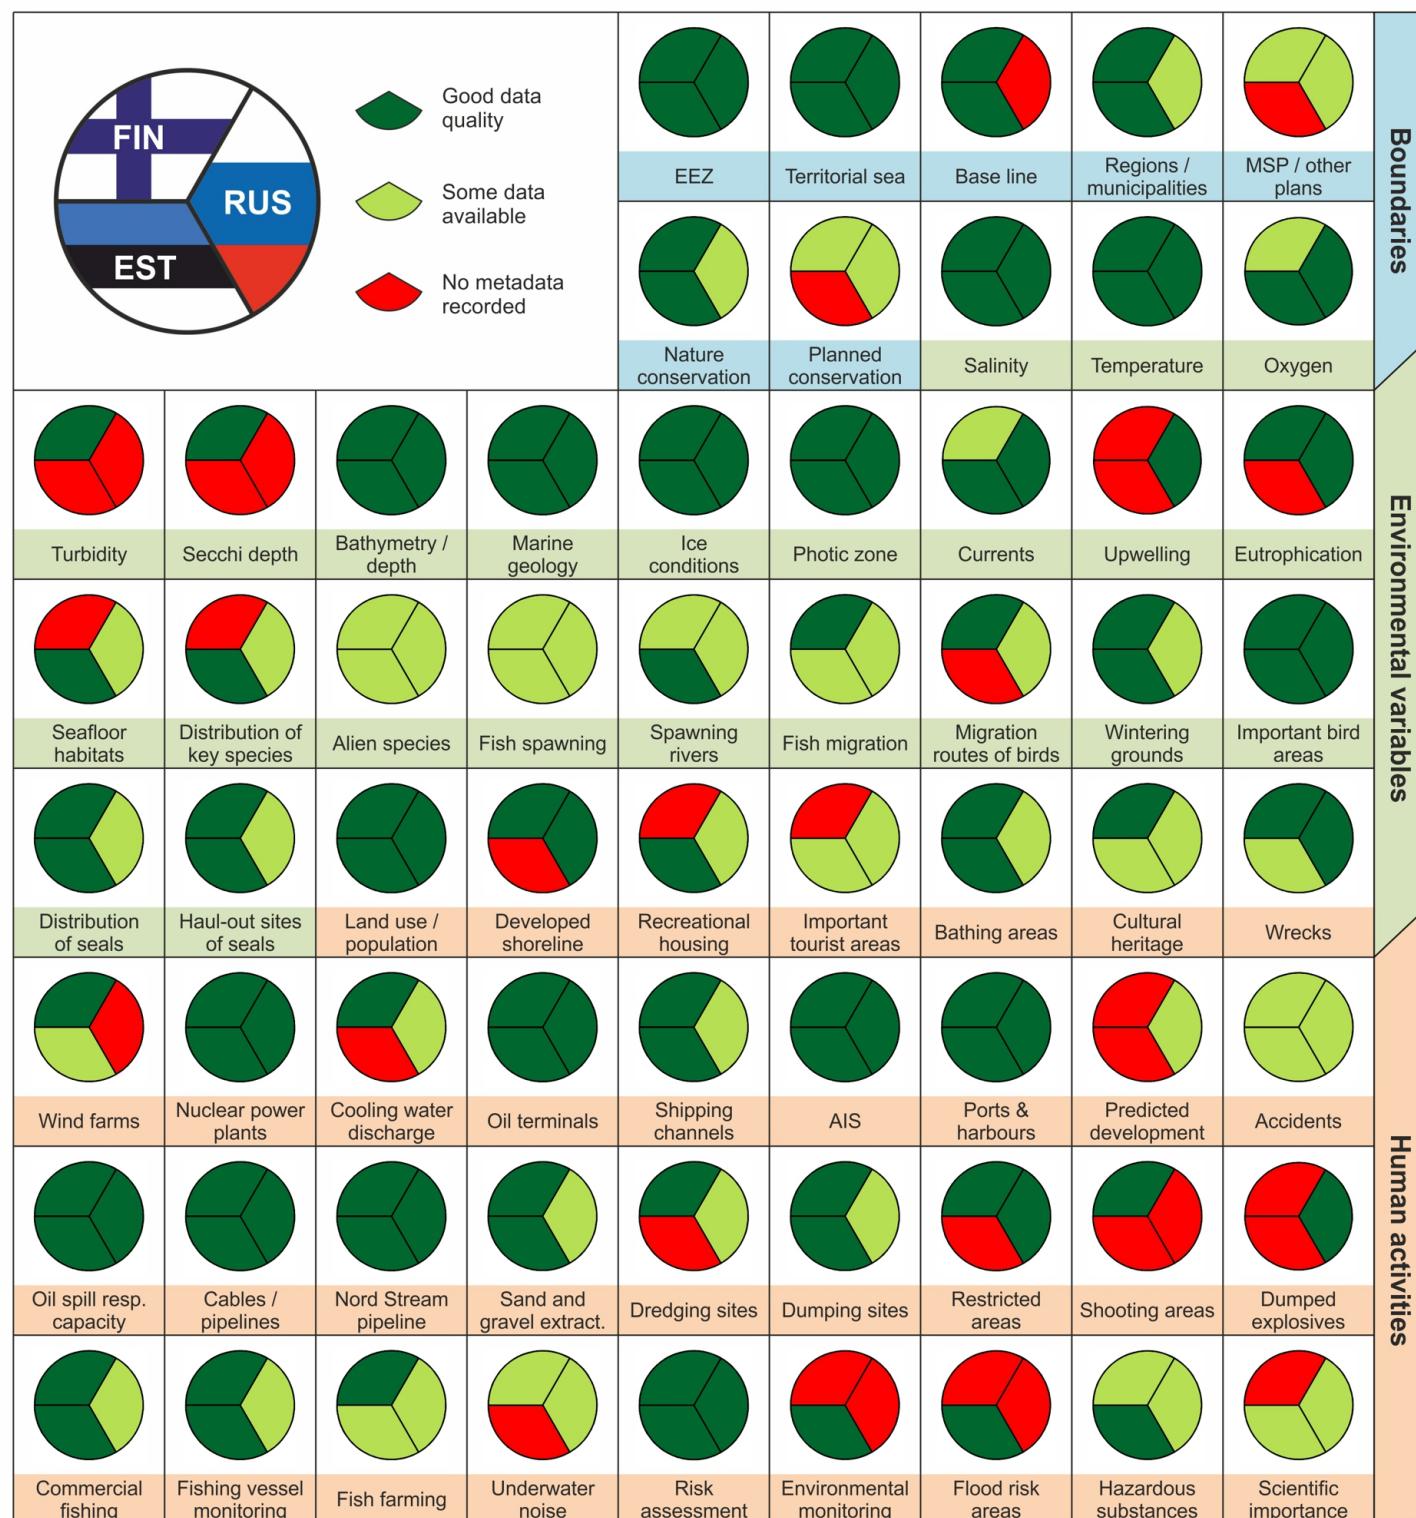 FIN
RUS
EST
Good data
quality
Some data
available
No metadata
recorded
EEZ
Territorial sea
Base line
Regions /
municipalities
MSP / other
plans
Boundaries
Nature
conservation
Planned
conservation
Salinity
Temperature
Oxygen
Turbidity
Secchi depth
Bathymetry /
depth
Marine
geology
Ice
conditions
Photic zone
Currents
Upwelling
Eutrophication
Environmental variables
Seafloor
habitats
Distribution of
key species
Alien species
Fish spawning
Spawning
rivers
Fish migration
Migration
routes of birds
Wintering
grounds
Important bird
areas
Distribution
of seals
Haul-out sites
of seals
Land use /
population
Developed
shoreline
Recreational
housing
Important
tourist areas
Bathing areas
Cultural
heritage
Wrecks
Wind farms
Nuclear power
plants
Cooling water
discharge
Oil terminals
Shipping
channels
AIS
Ports &
harbours
Predicted
development
Accidents
Human activities
Oil spill resp.
capacity
Cables /
pipelines
Nord Stream
pipeline
Sand and
gravel extract.
Dredging sites
Dumping sites
Restricted
areas
Shooting areas
Dumped
explosives
Commercial
fishing
Fishing vessel
monitoring
Fish farming
Underwater
noise
Risk
assessment
Environmental
monitoring
Flood risk
areas
Hazardous
substances
Scientific
importance